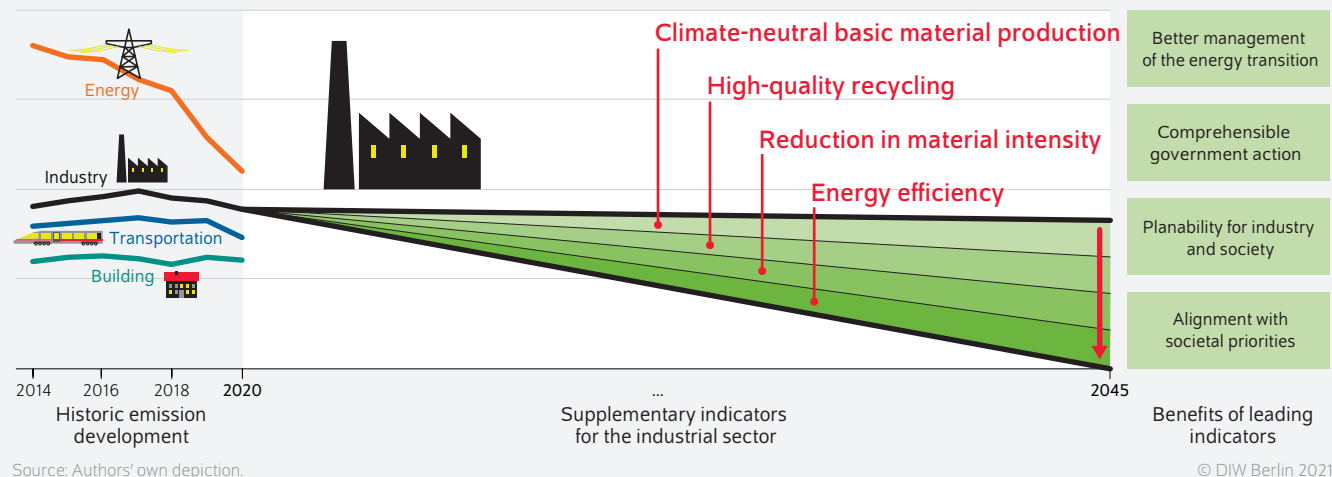 Energy
Industry
Transportation
Building
Climate-neutral basic material production
High-quality recycling
Reduction in material intensity
Energy efficiency
Better management
of the energy transition
Comprehensible
government action
Planability for industry
and society
Alignment with
societal priorities
2014 2016 2018 2020 ... 2045
Historic emission
development
Supplementary indicators
for the industrial sector
Benefits of leading
indicators
Source: Authors' own depiction.
© DIW Berlin 2021